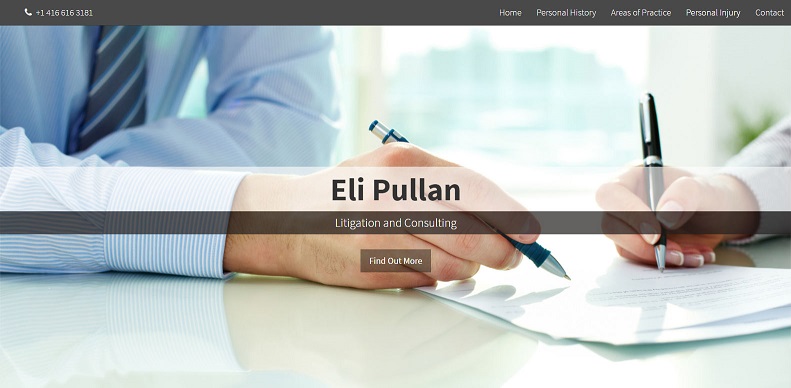 +1 416 616 3181
Home Personal History Areas of Practice Personal Injury Contact
Eli Pullan
Litigation and Consulting
Find Out More